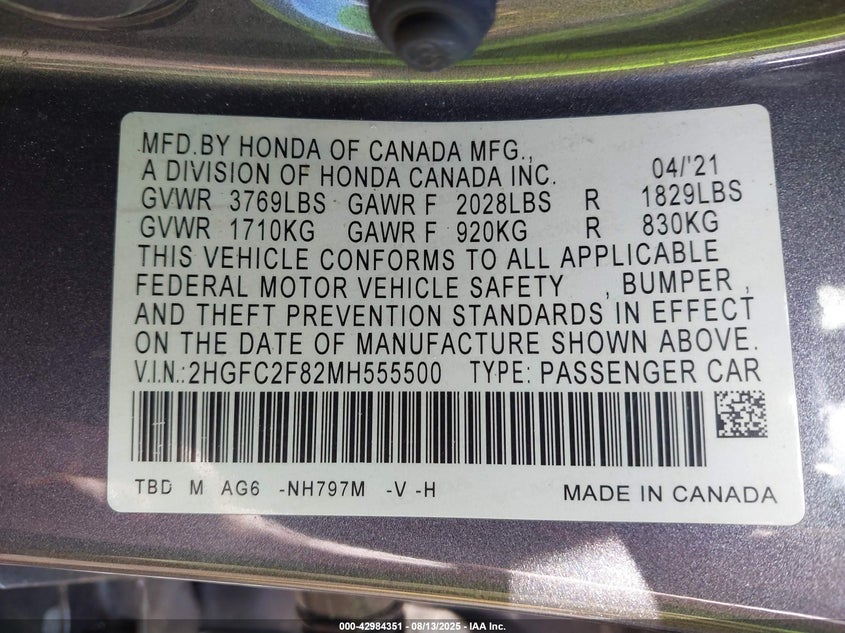 MFD.BY HONDA OF CANADA MFG.,
A DIVISION OF HONDA CANADA INC. 04/'21
GVWR 3769LBS GAWR F 2028LBS R 1829LBS
GVWR 1710KG GAWR F 920KG R 830KG
THIS VEHICLE CONFORMS TO ALL APPLICABLE
FEDERAL MOTOR VEHICLE SAFETY , BUMPER ,
AND THEFT PREVENTION STANDARDS IN EFFECT
ON THE DATE OF MANUFACTURE SHOWN ABOVE.
V.I.N.:2HGFC2F82MH555500 TYPE: PASSENGER CAR
TBD M AG6 -NH797M -V -H MADE IN CANADA
000-42984351 - 08/13/2025 - IAA Inc.